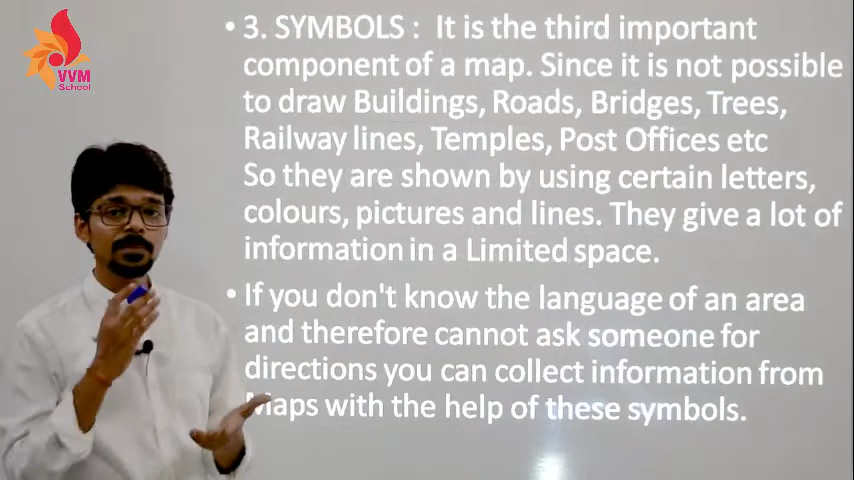 VVM
School
• 3. SYMBOLS : It is the third important
component of a map. Since it is not possible
to draw Buildings, Roads, Bridges, Trees,
Railway lines, Temples, Post Offices etc
So they are shown by using certain letters,
colours, pictures and lines. They give a lot of
information in a Limited space.
• If you don't know the language of an area
and therefore cannot ask someone for
directions you can collect information from
Maps with the help of these symbols.